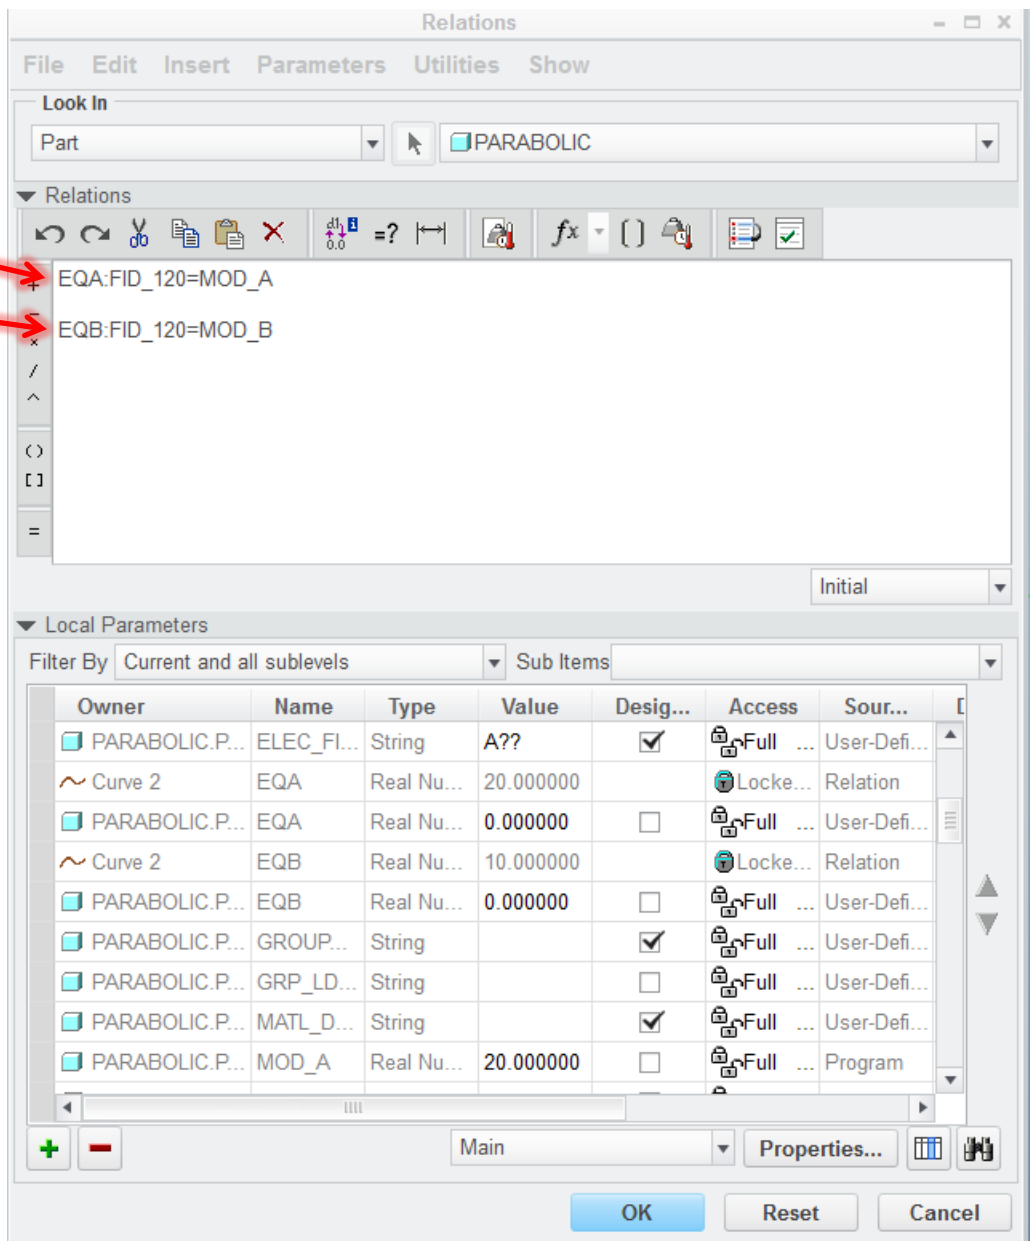 Relations
File Edit Insert Parameters Utilities Show
Look In
Part PARABOLIC
Relations
d1 0.0 =? fx ( )
EQA:FID_120=MOD_A
EQB:FID_120=MOD_B
+
-
×
/
^
()
[]
=
Initial
Local Parameters
Filter By Current and all sublevels Sub Items
Owner Name Type Value Desig... Access Sour...
PARABOLIC.P... ELEC_FI... String A?? Full ... User-Defi...
Curve 2 EQA Real Nu... 20.000000 Locke... Relation
PARABOLIC.P... EQA Real Nu... 0.000000 Full ... User-Defi...
Curve 2 EQB Real Nu... 10.000000 Locke... Relation
PARABOLIC.P... EQB Real Nu... 0.000000 Full ... User-Defi...
PARABOLIC.P... GROUP... String Full ... User-Defi...
PARABOLIC.P... GRP_LD... String Full ... User-Defi...
PARABOLIC.P... MATL_D... String Full ... User-Defi...
PARABOLIC.P... MOD_A Real Nu... 20.000000 Full ... Program
Main Properties...
OK Reset Cancel